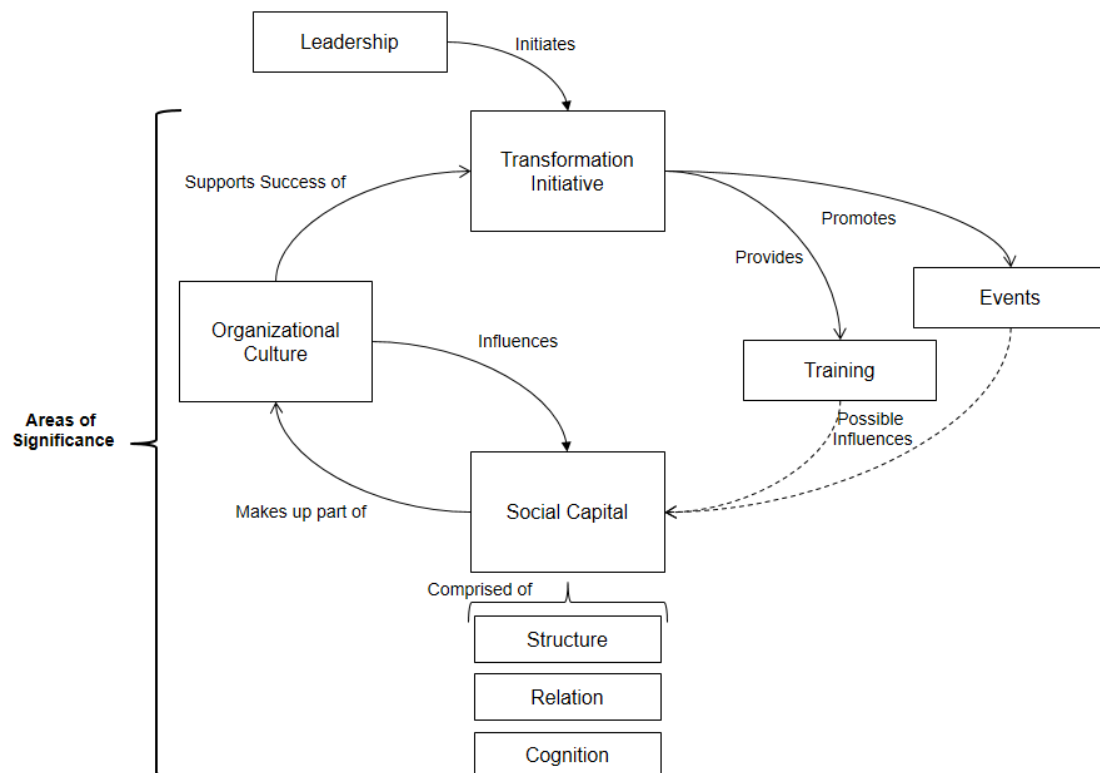 Leadership
Initiates
Transformation
Initiative
Supports Success of
Promotes
Provides
Events
Organizational
Culture
Influences
Training
Areas of
Significance
Possible
Influences
Makes up part of
Social Capital
Comprised of
Structure
Relation
Cognition